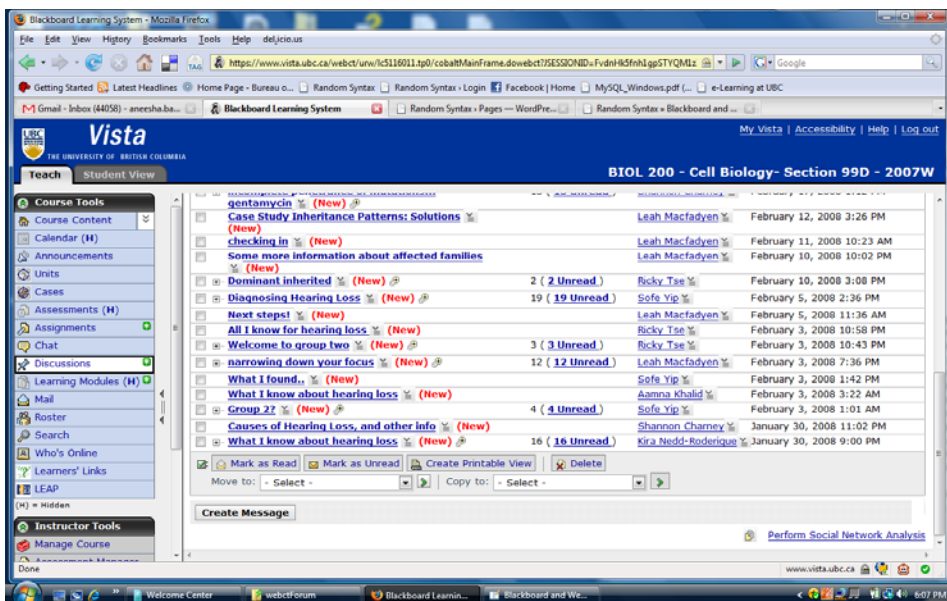 Blackboard Learning System - Mozilla Firefox
File Edit View History Bookmarks Tools Help del.icio.us
https://www.vista.ubc.ca/webct/urw/lc5116011.tp0/cobaltMainFrame.dowebct?JSESSIONID=FvdnHk5fnh1gpSTYQM1z Google
Getting Started Latest Headlines Home Page - Bureau o... Random Syntax Random Syntax › Login Facebook | Home MySQL_Windows.pdf (... e-Learning at UBC
Gmail - Inbox (44058) - aneesha.ba... Blackboard Learning System Random Syntax › Pages — WordPre... Random Syntax » Blackboard and ...
UBC Vista My Vista | Accessibility | Help | Log out
THE UNIVERSITY OF BRITISH COLUMBIA
Teach Student View BIOL 200 - Cell Biology- Section 99D - 2007W
Course Tools
Course Content
Calendar (H)
Announcements
Units
Cases
Assessments (H)
Assignments
Chat
Discussions
Learning Modules (H)
Mail
Roster
Search
Who's Online
Learners' Links
LEAP
(H) = Hidden
Instructor Tools
Manage Course
gentamycin (New)
Case Study Inheritance Patterns: Solutions Leah Macfadyen February 12, 2008 3:26 PM
(New)
checking in (New) Leah Macfadyen February 11, 2008 10:23 AM
Some more information about affected families Leah Macfadyen February 10, 2008 10:02 PM
(New)
Dominant inherited (New) 2 ( 2 Unread ) Ricky Tse February 10, 2008 3:08 PM
Diagnosing Hearing Loss (New) 19 ( 19 Unread ) Sofe Yip February 5, 2008 2:36 PM
Next steps! (New) Leah Macfadyen February 5, 2008 11:36 AM
All I know for hearing loss (New) Ricky Tse February 3, 2008 10:58 PM
Welcome to group two (New) 3 ( 3 Unread ) Ricky Tse February 3, 2008 10:43 PM
narrowing down your focus (New) 12 ( 12 Unread ) Leah Macfadyen February 3, 2008 7:36 PM
What I found.. (New) Sofe Yip February 3, 2008 1:42 PM
What I know about hearing loss (New) Aamna Khalid February 3, 2008 3:22 AM
Group 2? (New) 4 ( 4 Unread ) Sofe Yip February 3, 2008 1:01 AM
Causes of Hearing Loss, and other info (New) Shannon Charney January 30, 2008 11:02 PM
What I know about hearing loss (New) 16 ( 16 Unread ) Kira Nedd-Roderique January 30, 2008 9:00 PM
Mark as Read Mark as Unread Create Printable View Delete
Move to: - Select - Copy to: - Select -
Create Message
Perform Social Network Analysis
Done www.vista.ubc.ca
Welcome Center webctForum Blackboard Learnin... Blackboard and We... 6:07 PM